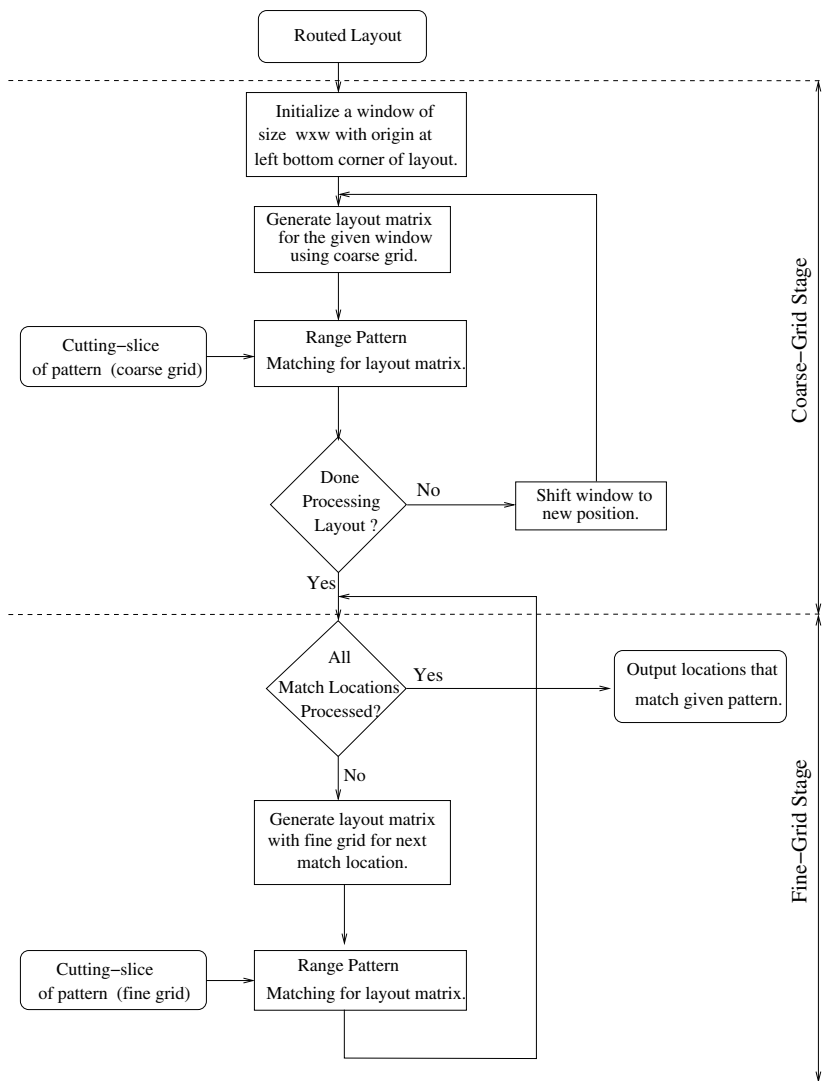 Routed Layout
Initialize a window of
size wxw with origin at
left bottom corner of layout.
Generate layout matrix
for the given window
using coarse grid.
Cutting−slice
of pattern (coarse grid)
Range Pattern
Matching for layout matrix.
Done
Processing
Layout ?
No
Shift window to
new position.
Yes
Coarse−Grid Stage
All
Match Locations
Processed?
Yes
Output locations that
match given pattern.
No
Generate layout matrix
with fine grid for next
match location.
Cutting−slice
of pattern (fine grid)
Range Pattern
Matching for layout matrix.
Fine−Grid Stage